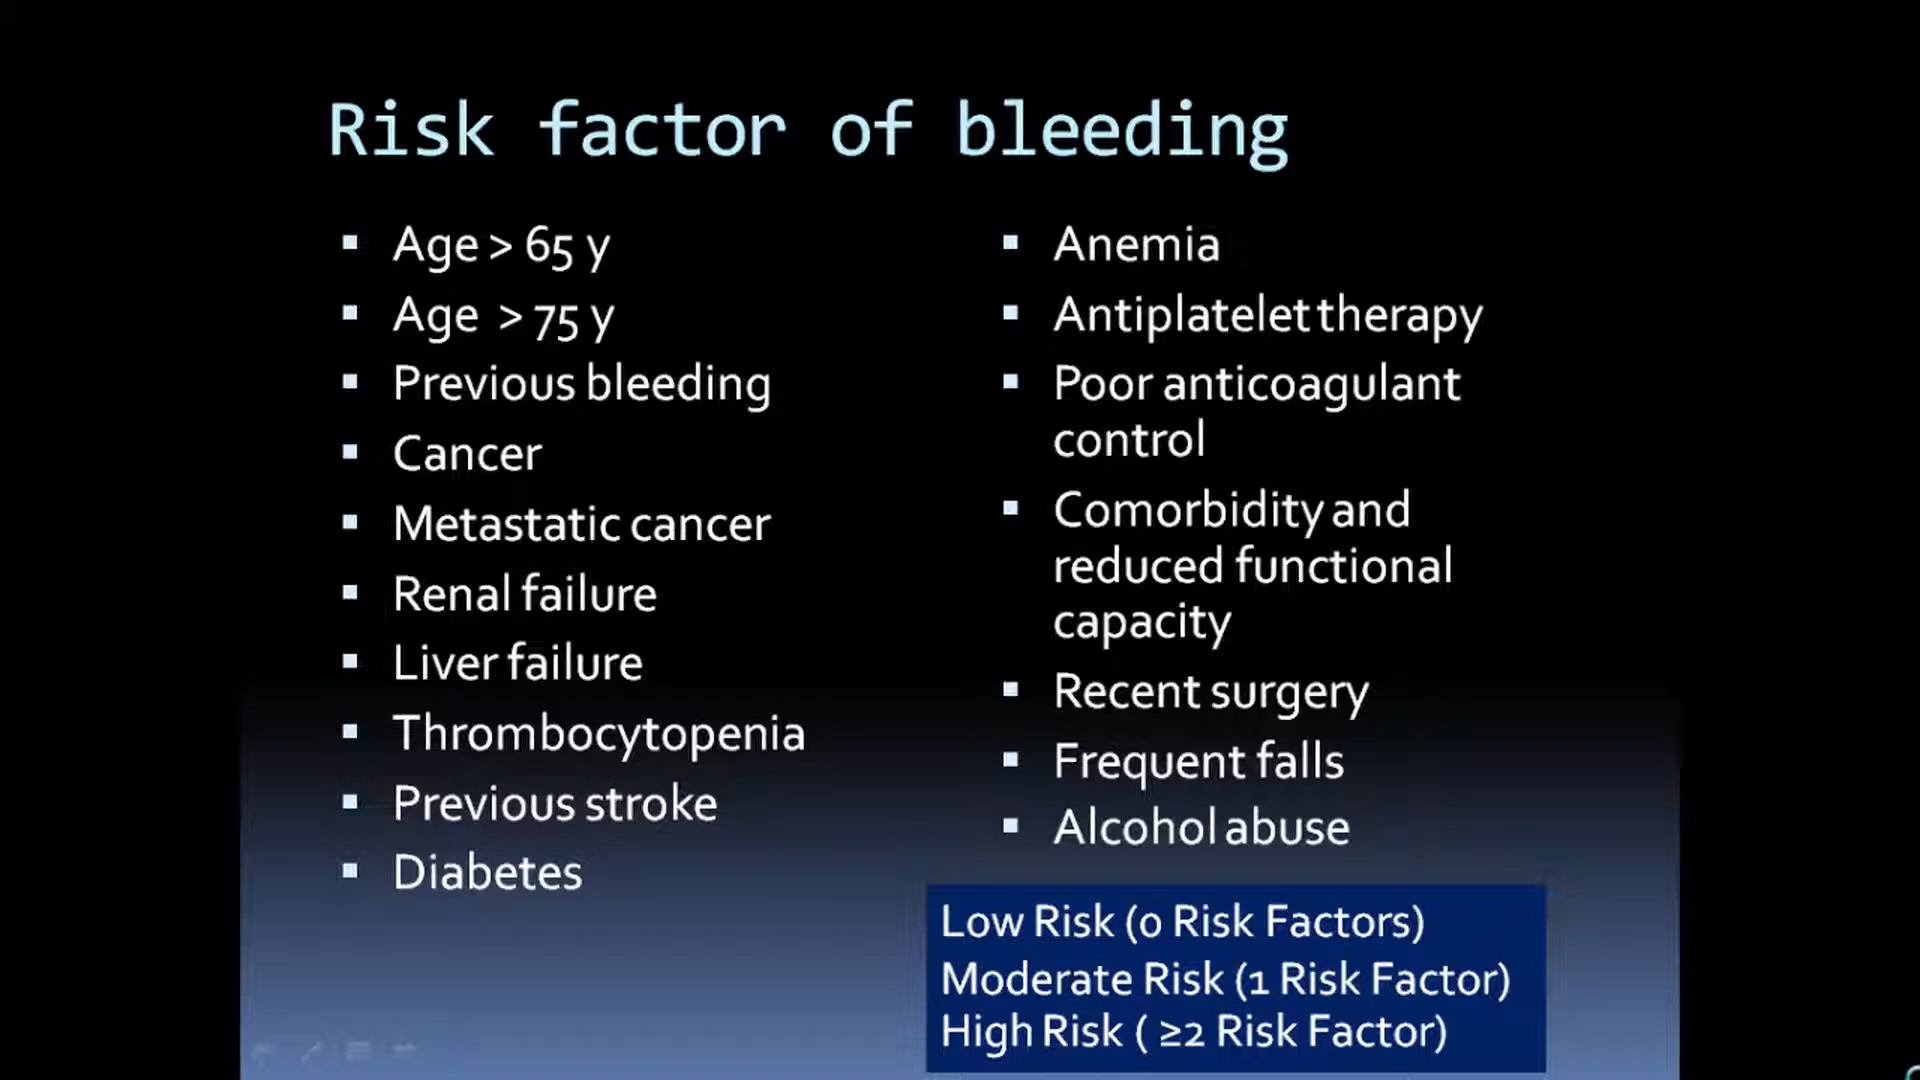 Risk factor of bleeding
Age > 65 y
Age > 75 y
Previous bleeding
Cancer
Metastatic cancer
Renal failure
Liver failure
Thrombocytopenia
Previous stroke
Diabetes
Anemia
Antiplatelet therapy
Poor anticoagulant
control
Comorbidity and
reduced functional
capacity
Recent surgery
Frequent falls
Alcohol abuse
Low Risk (0 Risk Factors)
Moderate Risk (1 Risk Factor)
High Risk ( ≥2 Risk Factor)